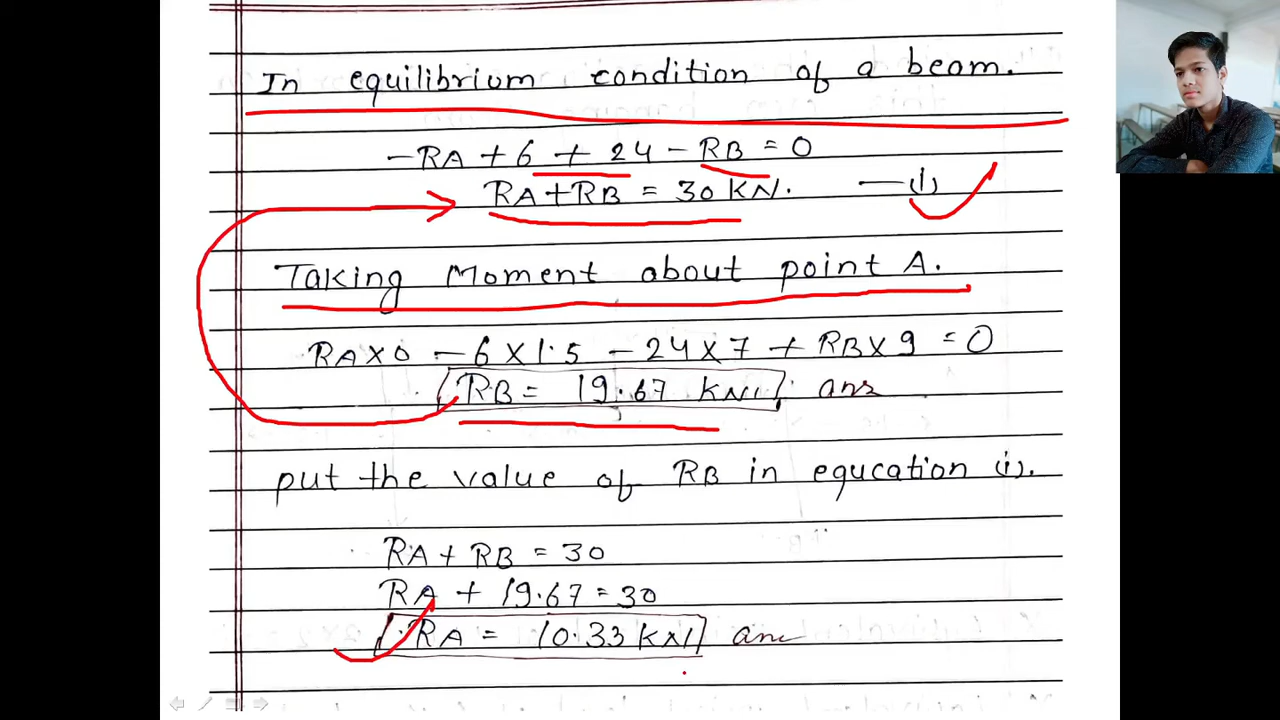 In equilibrium condition of a beam.
-RA + 6 + 24 - RB = 0
RA+RB = 30 KN. —(i)
Taking Moment about point A.
RA×0 - 6×1.5 - 24×7 + RB×9 = 0
RB = 19.67 KN ans
put the value of RB in equcation (i).
RA + RB = 30
RA + 19.67 = 30
RA = 10.33 KN ans